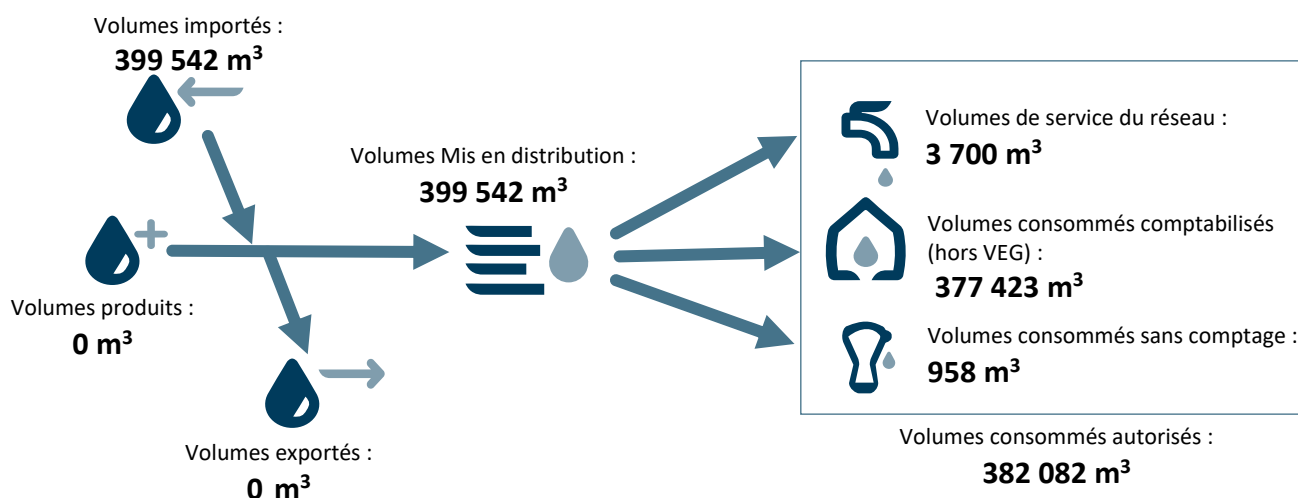 Volumes importés :
399 542 m³
Volumes produits :
0 m³
Volumes exportés :
0 m³
Volumes Mis en distribution :
399 542 m³
Volumes de service du réseau :
3 700 m³
Volumes consommés comptabilisés
(hors VEG) :
377 423 m³
Volumes consommés sans comptage :
958 m³
Volumes consommés autorisés :
382 082 m³